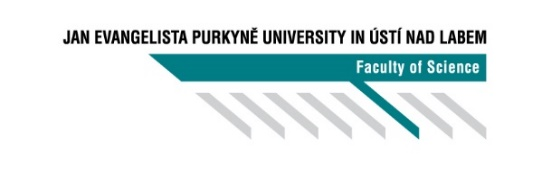 JAN EVANGELISTA PURKYNĚ UNIVERSITY IN ÚSTÍ NAD LABEM
Faculty of Science